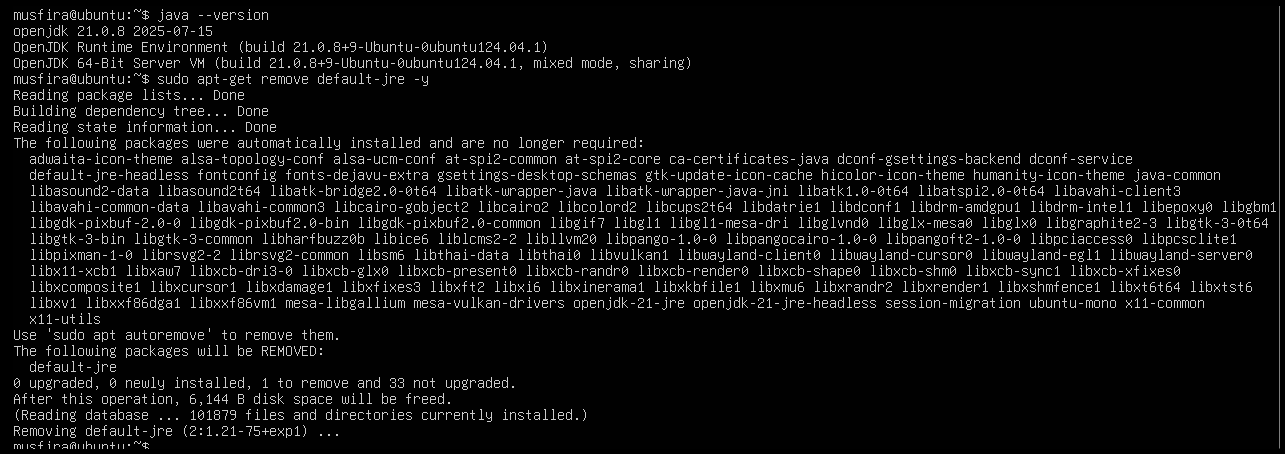 musfira@ubuntu:~$ java --version
openjdk 21.0.8 2025-07-15
OpenJDK Runtime Environment (build 21.0.8+9-Ubuntu-0ubuntu124.04.1)
OpenJDK 64-Bit Server VM (build 21.0.8+9-Ubuntu-0ubuntu124.04.1, mixed mode, sharing)
musfira@ubuntu:~$ sudo apt-get remove default-jre -y
Reading package lists... Done
Building dependency tree... Done
Reading state information... Done
The following packages were automatically installed and are no longer required:
  adwaita-icon-theme alsa-topology-conf alsa-ucm-conf at-spi2-common at-spi2-core ca-certificates-java dconf-gsettings-backend dconf-service
  default-jre-headless fontconfig fonts-dejavu-extra gsettings-desktop-schemas gtk-update-icon-cache hicolor-icon-theme humanity-icon-theme java-common
  libasound2-data libasound2t64 libatk-bridge2.0-0t64 libatk-wrapper-java libatk-wrapper-java-jni libatk1.0-0t64 libatspi2.0-0t64 libavahi-client3
  libavahi-common-data libavahi-common3 libcairo-gobject2 libcairo2 libcolord2 libcups2t64 libdatrie1 libdconf1 libdrm-amdgpu1 libdrm-intel1 libepoxy0 libgbm1
  libgdk-pixbuf-2.0-0 libgdk-pixbuf2.0-bin libgdk-pixbuf2.0-common libgif7 libgl1 libgl1-mesa-dri libglvnd0 libglx-mesa0 libglx0 libgraphite2-3 libgtk-3-0t64
  libgtk-3-bin libgtk-3-common libharfbuzz0b libice6 liblcms2-2 libllvm20 libpango-1.0-0 libpangocairo-1.0-0 libpangoft2-1.0-0 libpciaccess0 libpcsclite1
  libpixman-1-0 librsvg2-2 librsvg2-common libsm6 libthai-data libthai0 libvulkan1 libwayland-client0 libwayland-cursor0 libwayland-egl1 libwayland-server0
  libx11-xcb1 libxaw7 libxcb-dri3-0 libxcb-glx0 libxcb-present0 libxcb-randr0 libxcb-render0 libxcb-shape0 libxcb-shm0 libxcb-sync1 libxcb-xfixes0
  libxcomposite1 libxcursor1 libxdamage1 libxfixes3 libxft2 libxi6 libxinerama1 libxkbfile1 libxmu6 libxrandr2 libxrender1 libxshmfence1 libxt6t64 libxtst6
  libxv1 libxxf86dga1 libxxf86vm1 mesa-libgallium mesa-vulkan-drivers openjdk-21-jre openjdk-21-jre-headless session-migration ubuntu-mono x11-common
  x11-utils
Use 'sudo apt autoremove' to remove them.
The following packages will be REMOVED:
  default-jre
0 upgraded, 0 newly installed, 1 to remove and 33 not upgraded.
After this operation, 6,144 B disk space will be freed.
(Reading database ... 101879 files and directories currently installed.)
Removing default-jre (2:1.21-75+exp1) ...
musfira@ubuntu:~$